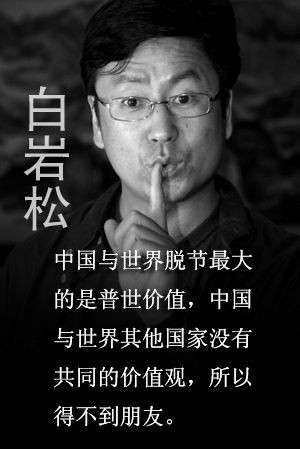 白岩松
中国与世界脱节最大
的是普世价值，中国
与世界其他国家没有
共同的价值观，所以
得不到朋友。